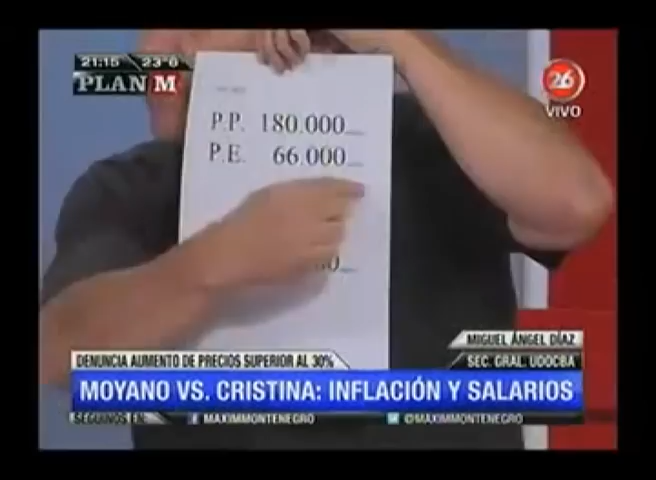 21:15 23°6
PLAN M
26
VIVO
P.P. 180.000
P.E. 66.000
MIGUEL ÁNGEL DÍAZ
SEC. GRAL. UDOCBA
DENUNCIA AUMENTO DE PRECIOS SUPERIOR AL 30%
MOYANO VS. CRISTINA: INFLACIÓN Y SALARIOS
SEGUINOS EN: f MAXIMMONTENEGRO @MAXIMMONTENEGRO